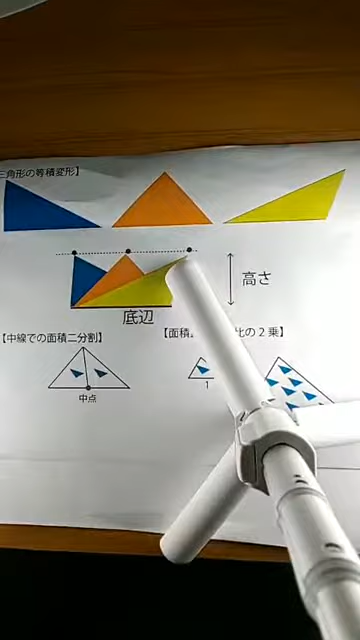 三角形の等積変形】
高さ
底辺
【中線での面積二分割】
【面積 比の2乗】
中点
1